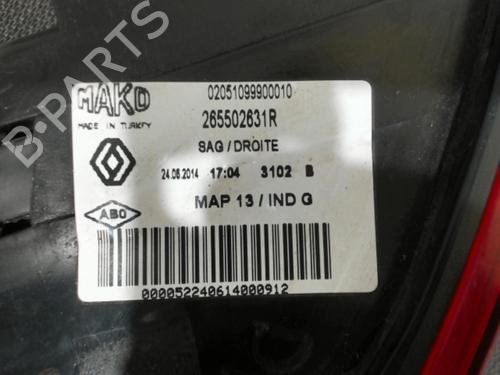 B-PARTS
MAKO
MADE IN TURKEY
02051099900010
265502631R
SAG / DROITE
24.06.2014 17:04 3102 B
ABO
MAP 13 / IND G
000052240614000912